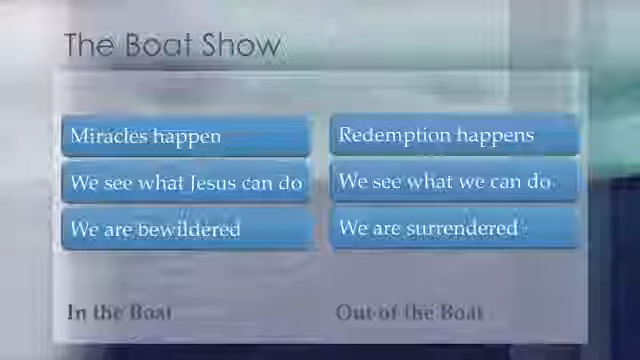 The Boat Show
Miracles happen
We see what Jesus can do
We are bewildered
In the Boat
Redemption happens
We see what we can do
We are surrendered
Out of the Boat